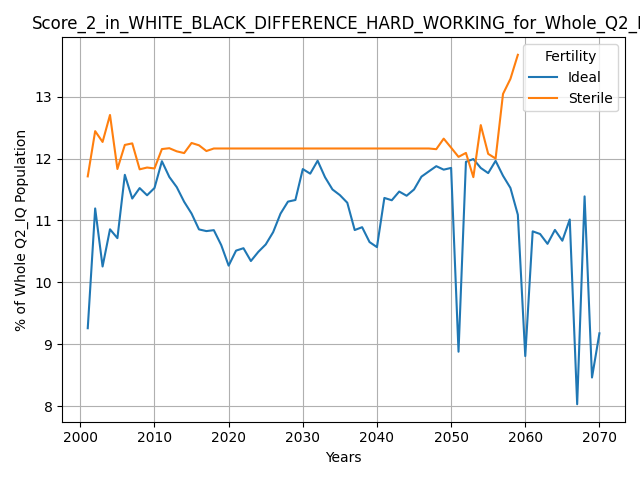 Score_2_in_WHITE_BLACK_DIFFERENCE_HARD_WORKING_for_Whole_Q2_I
Fertility
Ideal
Sterile
% of Whole Q2_IQ Population
13
12
11
10
9
8
2000 2010 2020 2030 2040 2050 2060 2070
Years